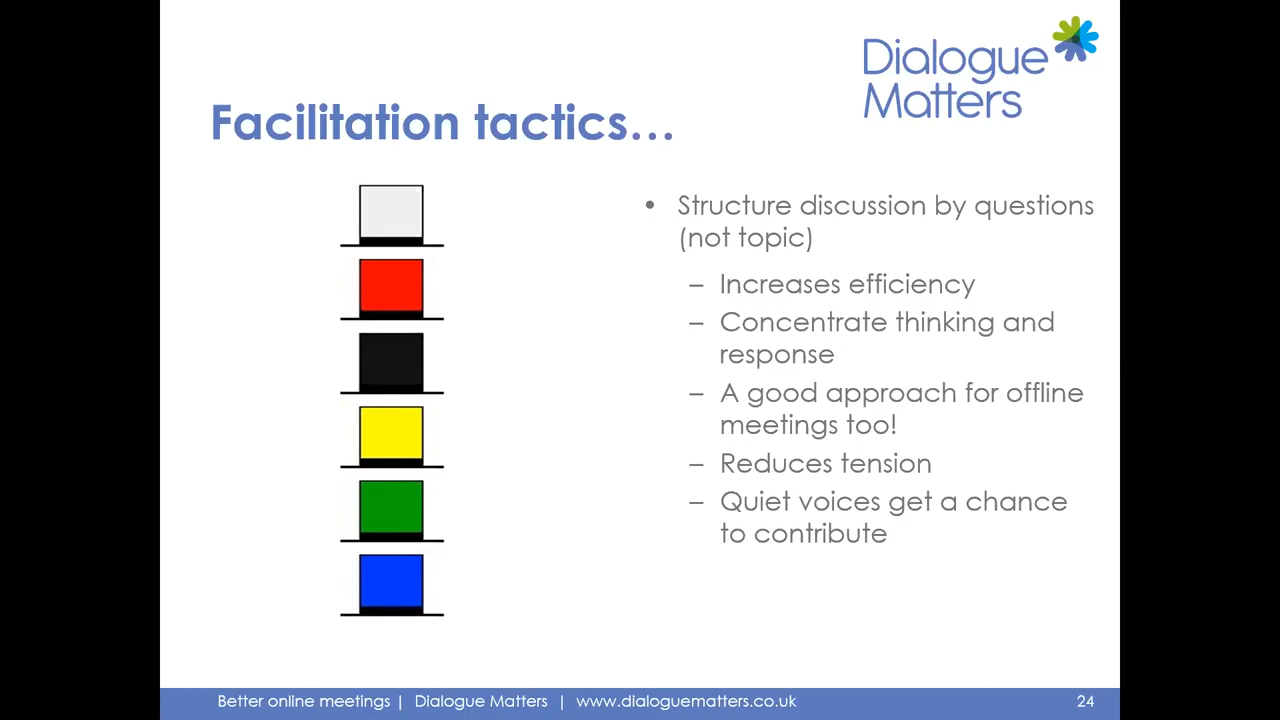 Dialogue
Matters
Facilitation tactics...
• Structure discussion by questions
(not topic)
– Increases efficiency
– Concentrate thinking and
response
– A good approach for offline
meetings too!
– Reduces tension
– Quiet voices get a chance
to contribute
Better online meetings | Dialogue Matters | www.dialoguematters.co.uk 24